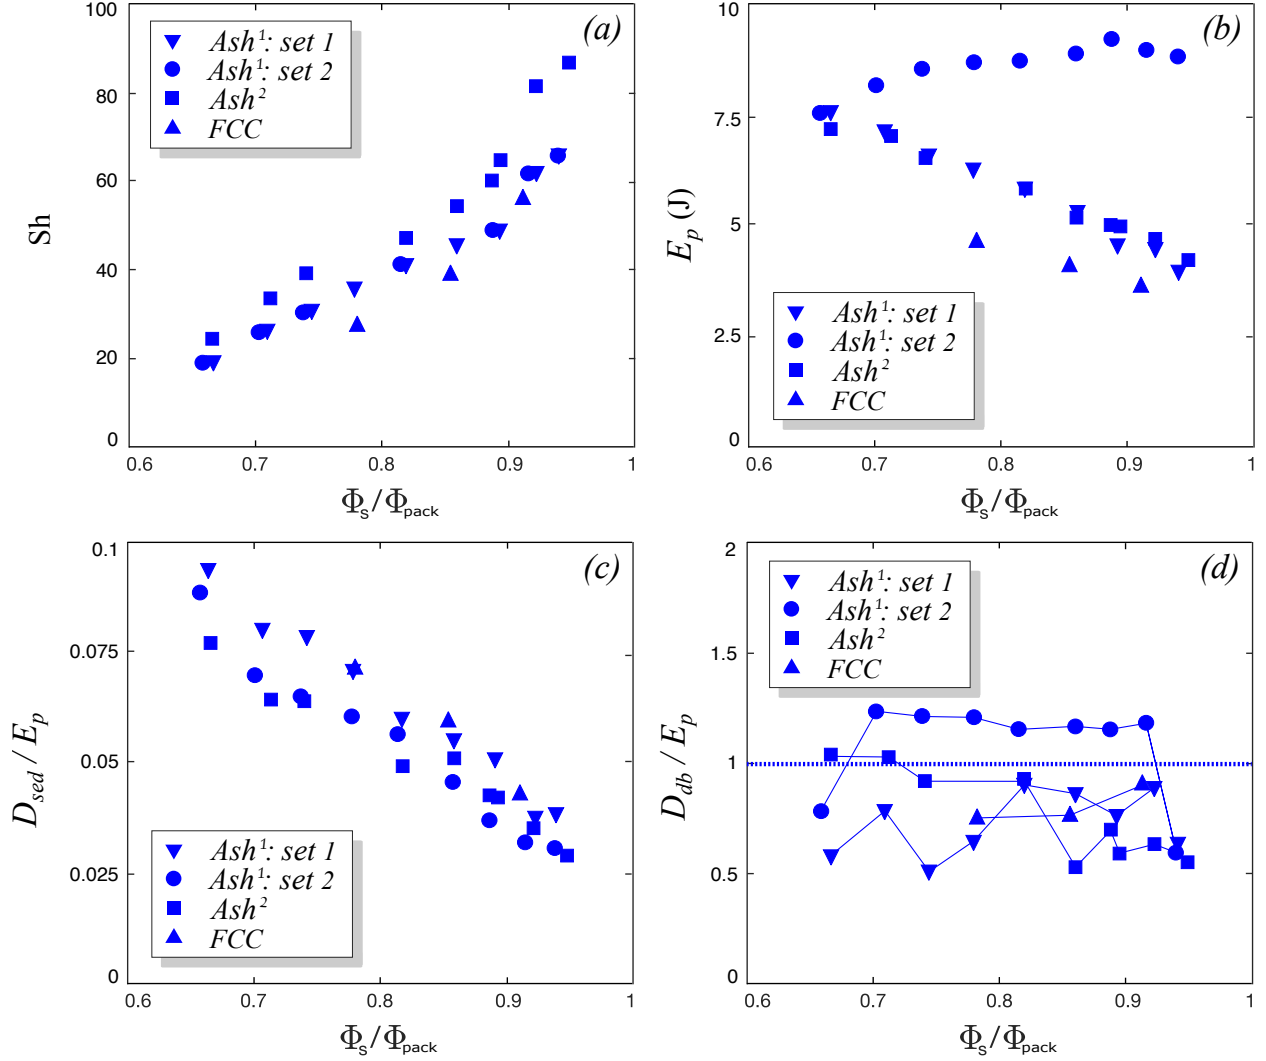 (a)
Ash¹: set 1
Ash¹: set 2
Ash²
FCC
100
80
60
40
20
0
Sh
0.6 0.7 0.8 0.9 1
Φs/Φpack
(b)
10
7.5
5
2.5
0
Ep (J)
Ash¹: set 1
Ash¹: set 2
Ash²
FCC
0.6 0.7 0.8 0.9 1
Φs/Φpack
(c)
0.1
0.075
0.05
0.025
0
Dsed / Ep
Ash¹: set 1
Ash¹: set 2
Ash²
FCC
0.6 0.7 0.8 0.9 1
Φs/Φpack
(d)
Ash¹: set 1
Ash¹: set 2
Ash²
FCC
2
1.5
1
0.5
0
Ddb / Ep
0.6 0.7 0.8 0.9 1
Φs/Φpack